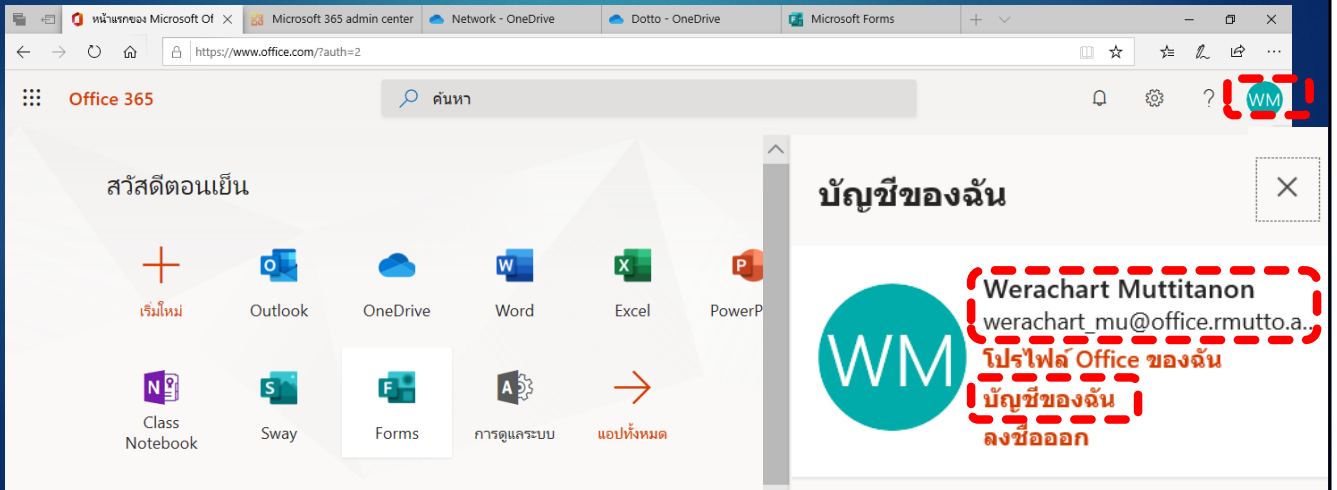 หน้าแรกของ Microsoft Of
Microsoft 365 admin center
Network - OneDrive
Dotto - OneDrive
Microsoft Forms
https://www.office.com/?auth=2
Office 365
ค้นหา
WM
สวัสดีตอนเย็น
บัญชีของฉัน
เริ่มใหม่
Outlook
OneDrive
Word
Excel
PowerP
WM
Werachart Muttitanon
werachart_mu@office.rmutto.a..
โปรไฟล์ Office ของฉัน
บัญชีของฉัน
ลงชื่อออก
Class
Notebook
Sway
Forms
การดูแลระบบ
แอปทั้งหมด